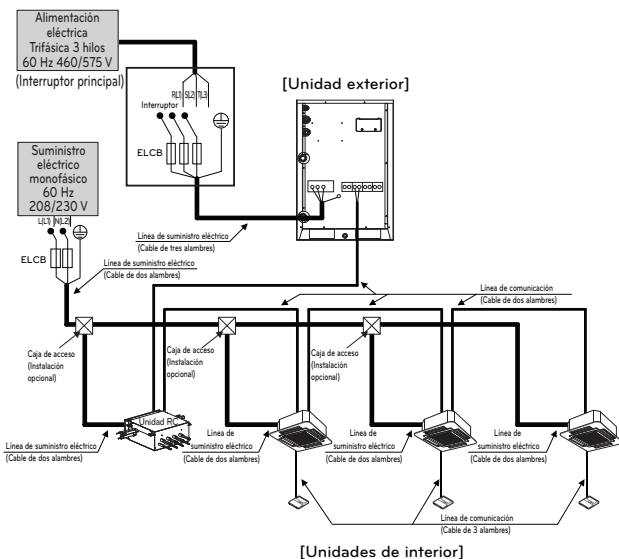 Alimentación
eléctrica
Trifásica 3 hilos
60 Hz 460/575 V
(Interruptor principal)
R(L1) S(L2) T(L3)
Interruptor
ELCB
[Unidad exterior]
Suministro
eléctrico
monofásico
60 Hz
208/230 V
L(L1) N(L2)
ELCB
Línea de suministro eléctrico
(Cable de tres alambres)
Línea de suministro eléctrico
(Cable de dos alambres)
Línea de comunicación
(Cable de dos alambres)
Caja de acceso
(Instalación
opcional)
Caja de acceso
(Instalación
opcional)
Caja de acceso
(Instalación
opcional)
Unidad RC
Línea de suministro eléctrico
(Cable de dos alambres)
Línea de
suministro eléctrico
(Cable de dos alambres)
Línea de
suministro eléctrico
(Cable de dos alambres)
Línea de
suministro eléctrico
(Cable de dos alambres)
Línea de comunicación
(Cable de 3 alambres)
[Unidades de interior]